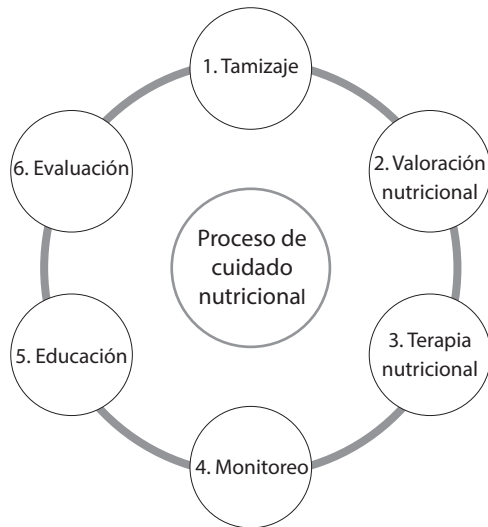 1. Tamizaje
2. Valoración
nutricional
3. Terapia
nutricional
4. Monitoreo
5. Educación
6. Evaluación
Proceso de
cuidado
nutricional